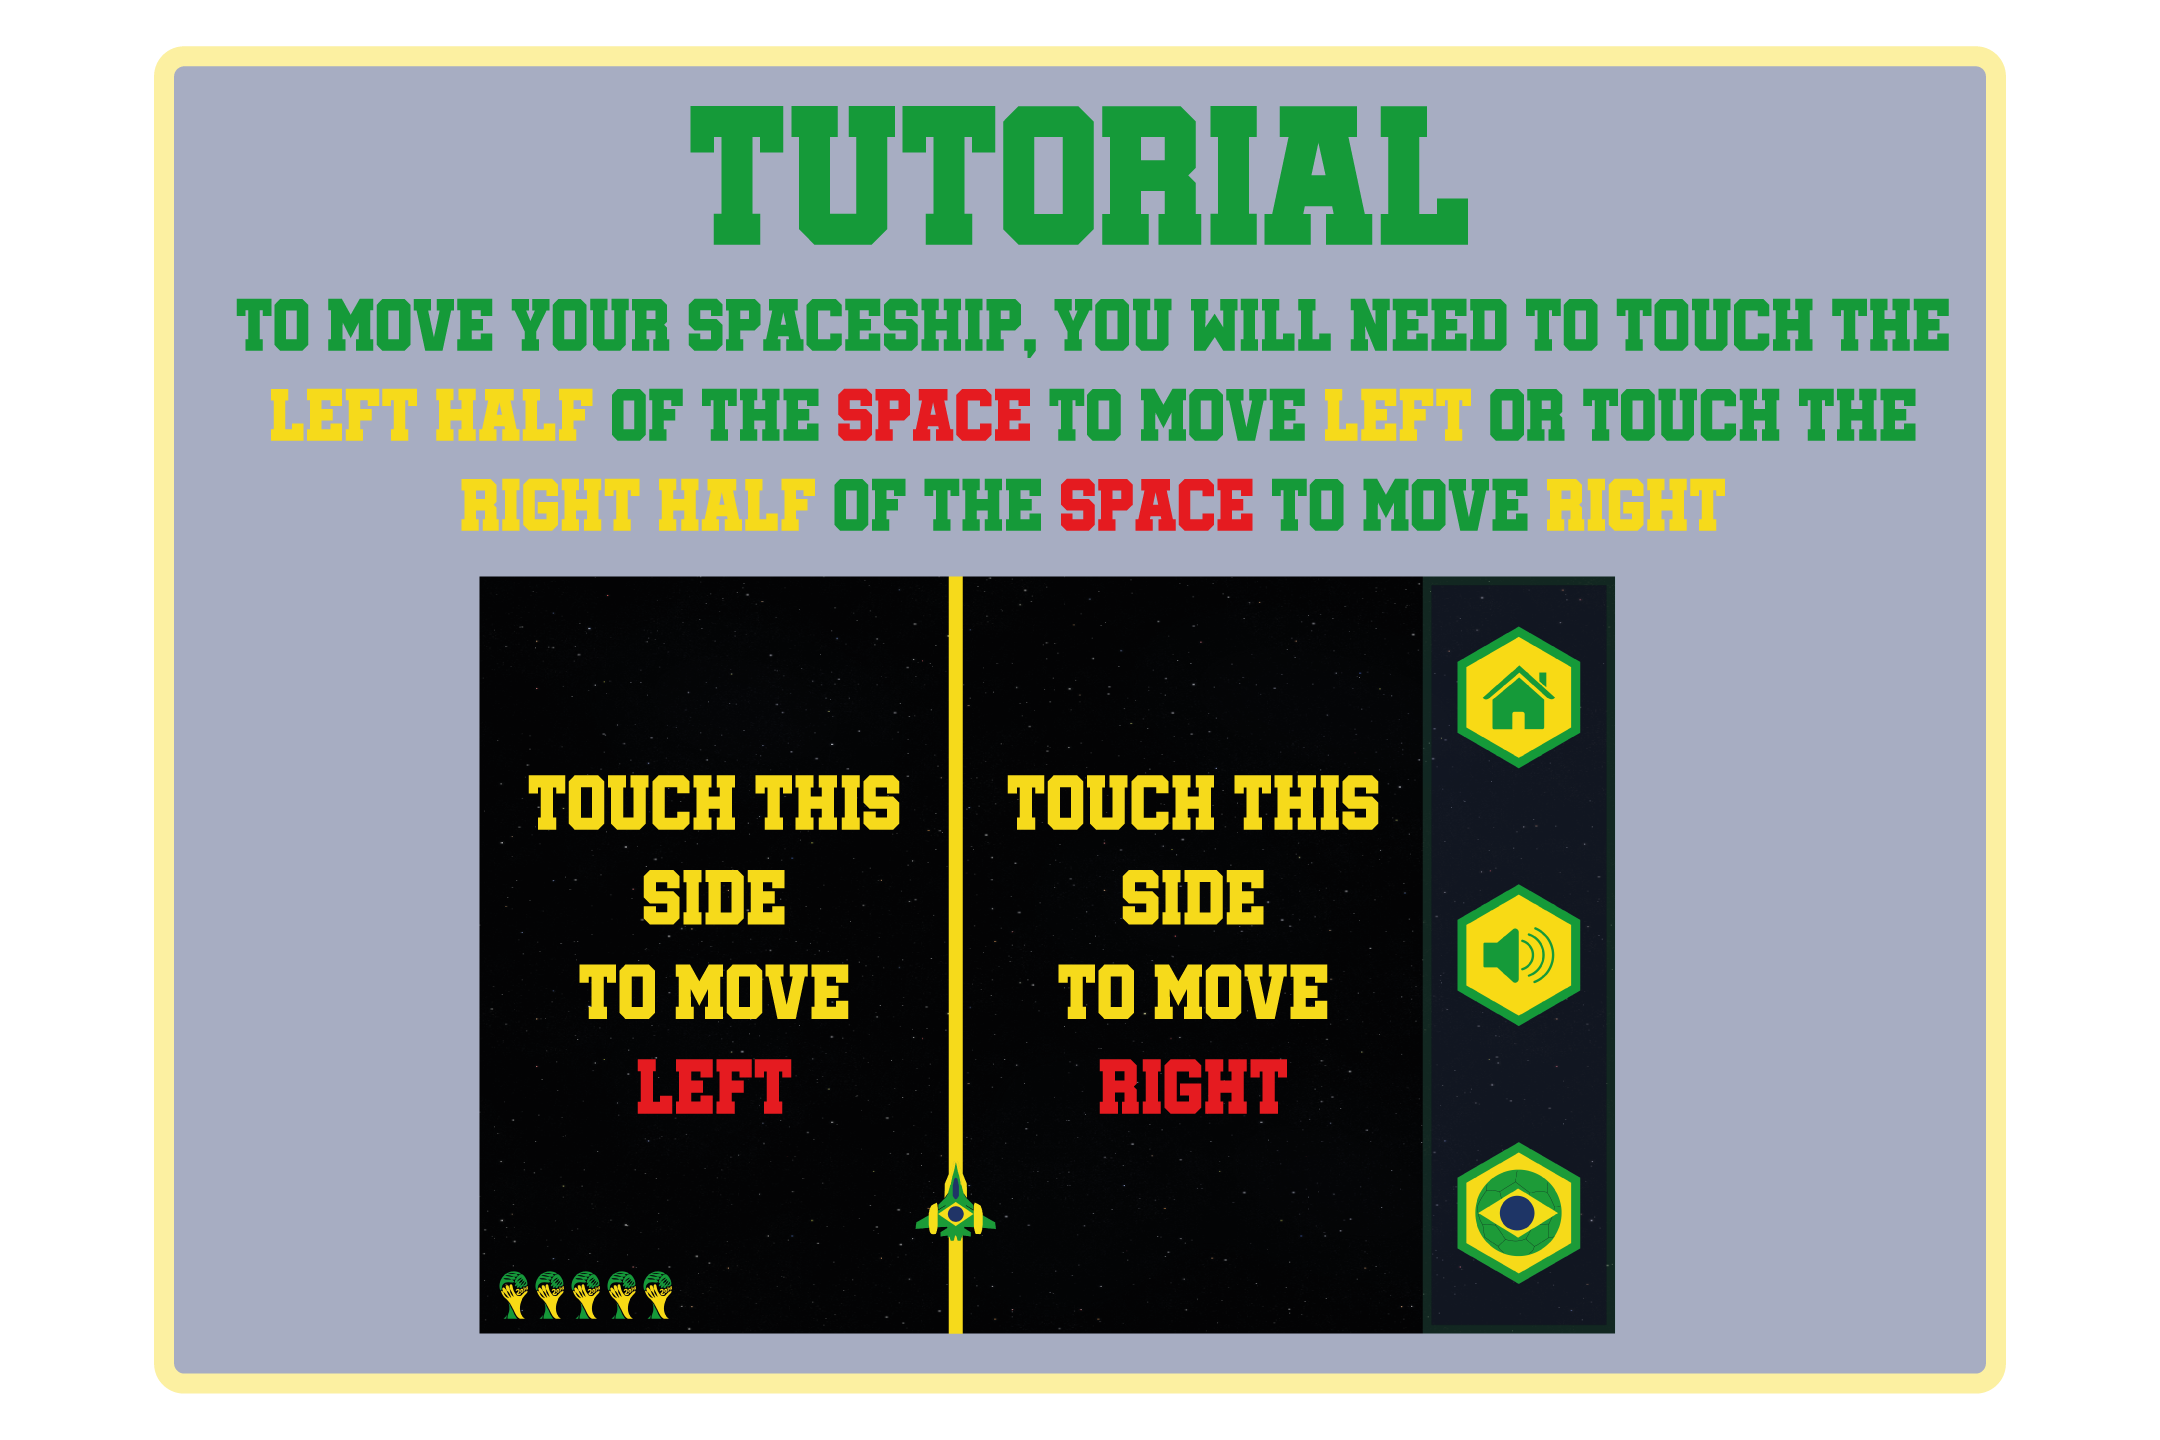 TUTORIAL
TO MOVE YOUR SPACESHIP, YOU WILL NEED TO TOUCH THE
LEFT HALF OF THE SPACE TO MOVE LEFT OR TOUCH THE
RIGHT HALF OF THE SPACE TO MOVE RIGHT
TOUCH THIS
SIDE
TO MOVE
LEFT
TOUCH THIS
SIDE
TO MOVE
RIGHT